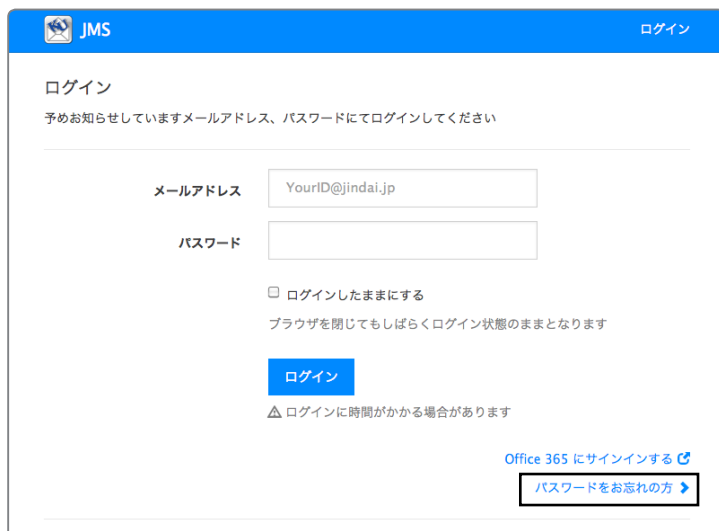 JMS
ログイン
ログイン
予めお知らせしていますメールアドレス、パスワードにてログインしてください
メールアドレス
YourID@jindai.jp
パスワード
ログインしたままにする
ブラウザを閉じてもしばらくログイン状態のままとなります
ログイン
ログインに時間がかかる場合があります
Office 365 にサインインする
パスワードをお忘れの方